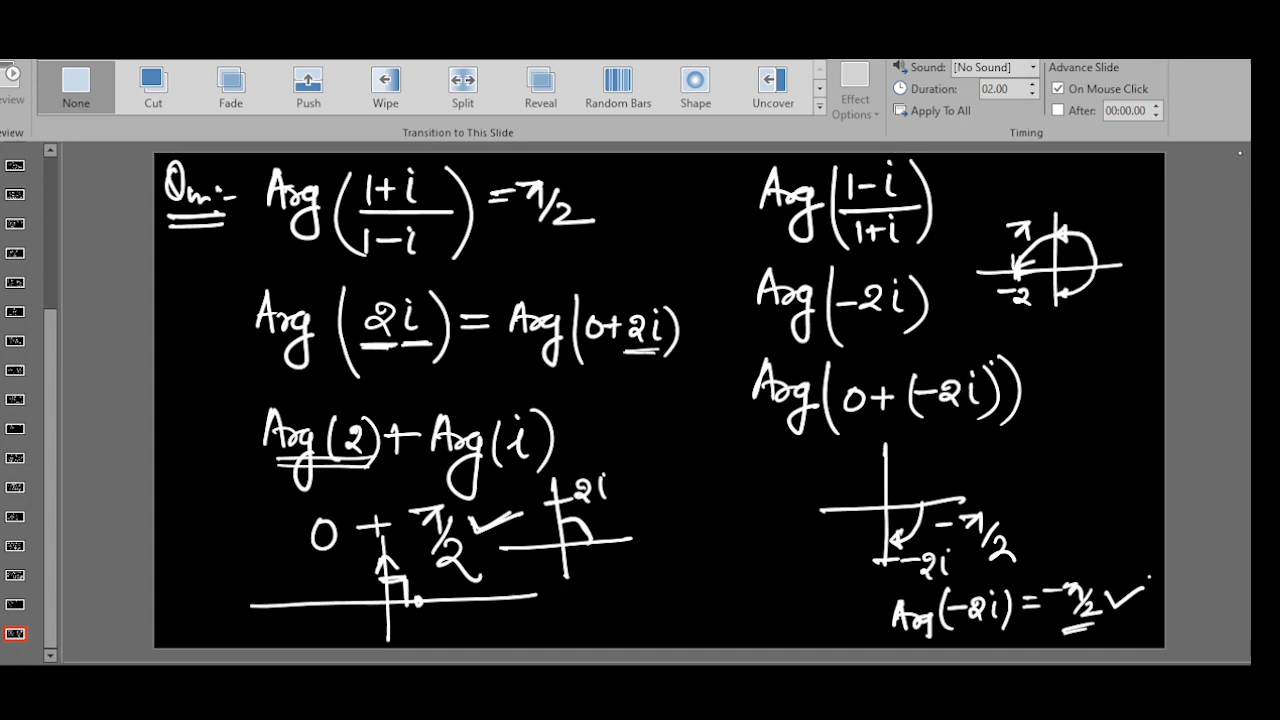 None Cut Fade Push Wipe Split Reveal Random Bars Shape Uncover
Effect Options
Sound: [No Sound]
Duration: 02.00
Apply To All
Advance Slide
On Mouse Click
After: 00:00.00
Transition to This Slide
Timing
Qn:- Arg((1+i)/(1-i)) = π/2
Arg(2i) = Arg(0+2i)
Arg(2) + Arg(i)
0 + π/2 ✓
2i
Arg((1-i)/(1+i))
π
-2
Arg(-2i)
Arg(0+(-2i))
-π/2
-2i
Arg(-2i) = -π/2 ✓